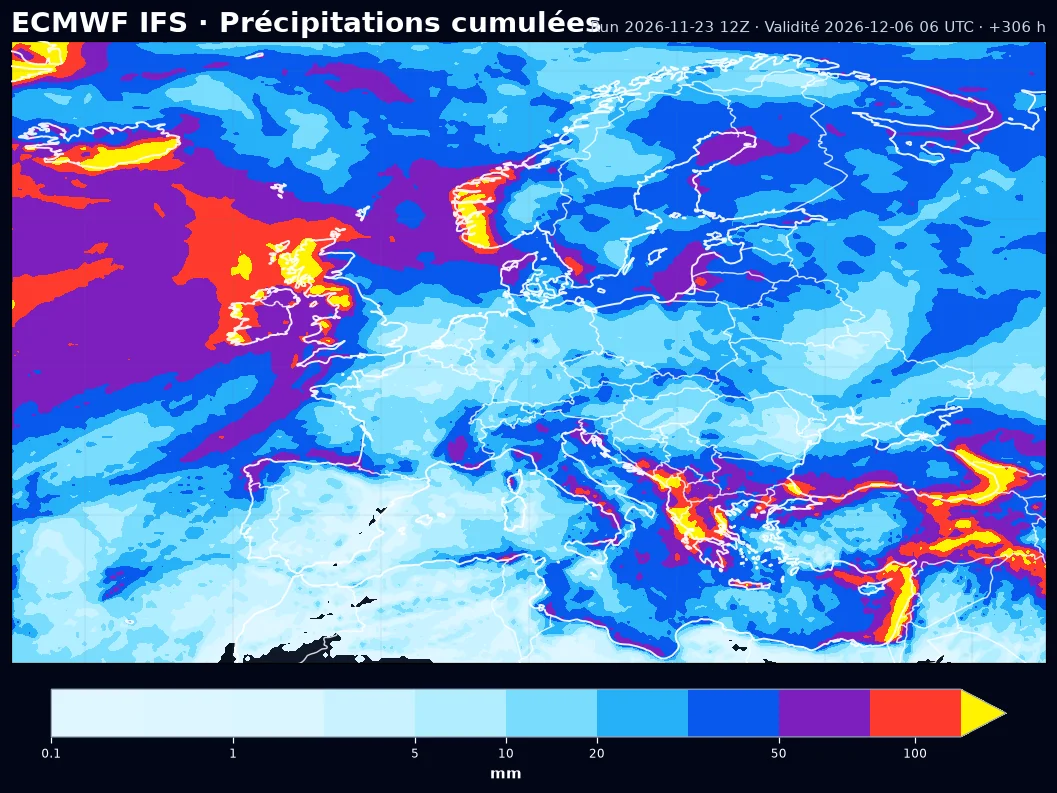 ECMWF IFS · Précipitations cumulées
Run 2026-11-23 12Z · Validité 2026-12-06 06 UTC · +306 h
0.1 1 5 10 20 50 100
mm